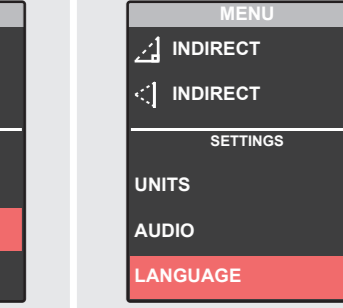 MENU
INDIRECT
INDIRECT
SETTINGS
UNITS
AUDIO
LANGUAGE